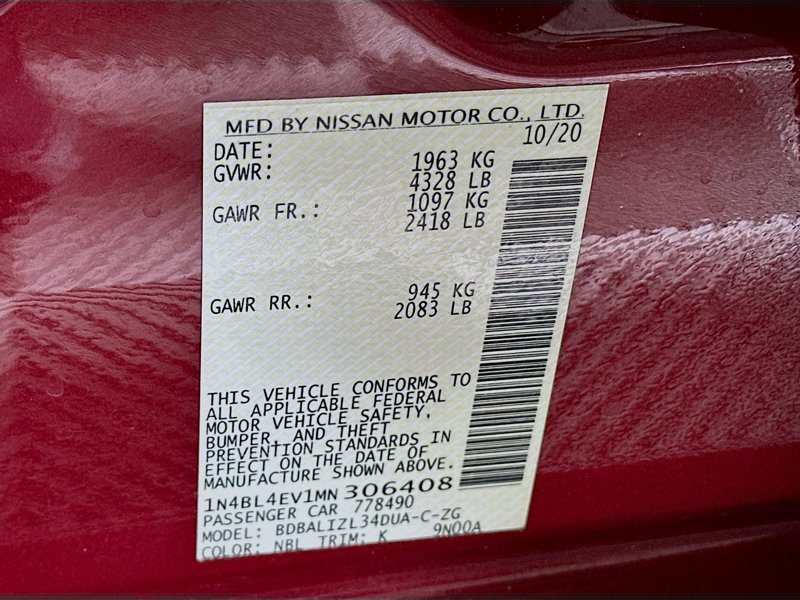 MFD BY NISSAN MOTOR CO., LTD.
DATE: 10/20
GVWR: 1963 KG
4328 LB
GAWR FR.: 1097 KG
2418 LB
GAWR RR.: 945 KG
2083 LB
THIS VEHICLE CONFORMS TO
ALL APPLICABLE FEDERAL
MOTOR VEHICLE SAFETY,
BUMPER, AND THEFT
PREVENTION STANDARDS IN
EFFECT ON THE DATE OF
MANUFACTURE SHOWN ABOVE.
1N4BL4EV1MN 306408
PASSENGER CAR 778490
MODEL: BDBALIZL34DUA-C-ZG
COLOR: NBL TRIM: K 9N00A